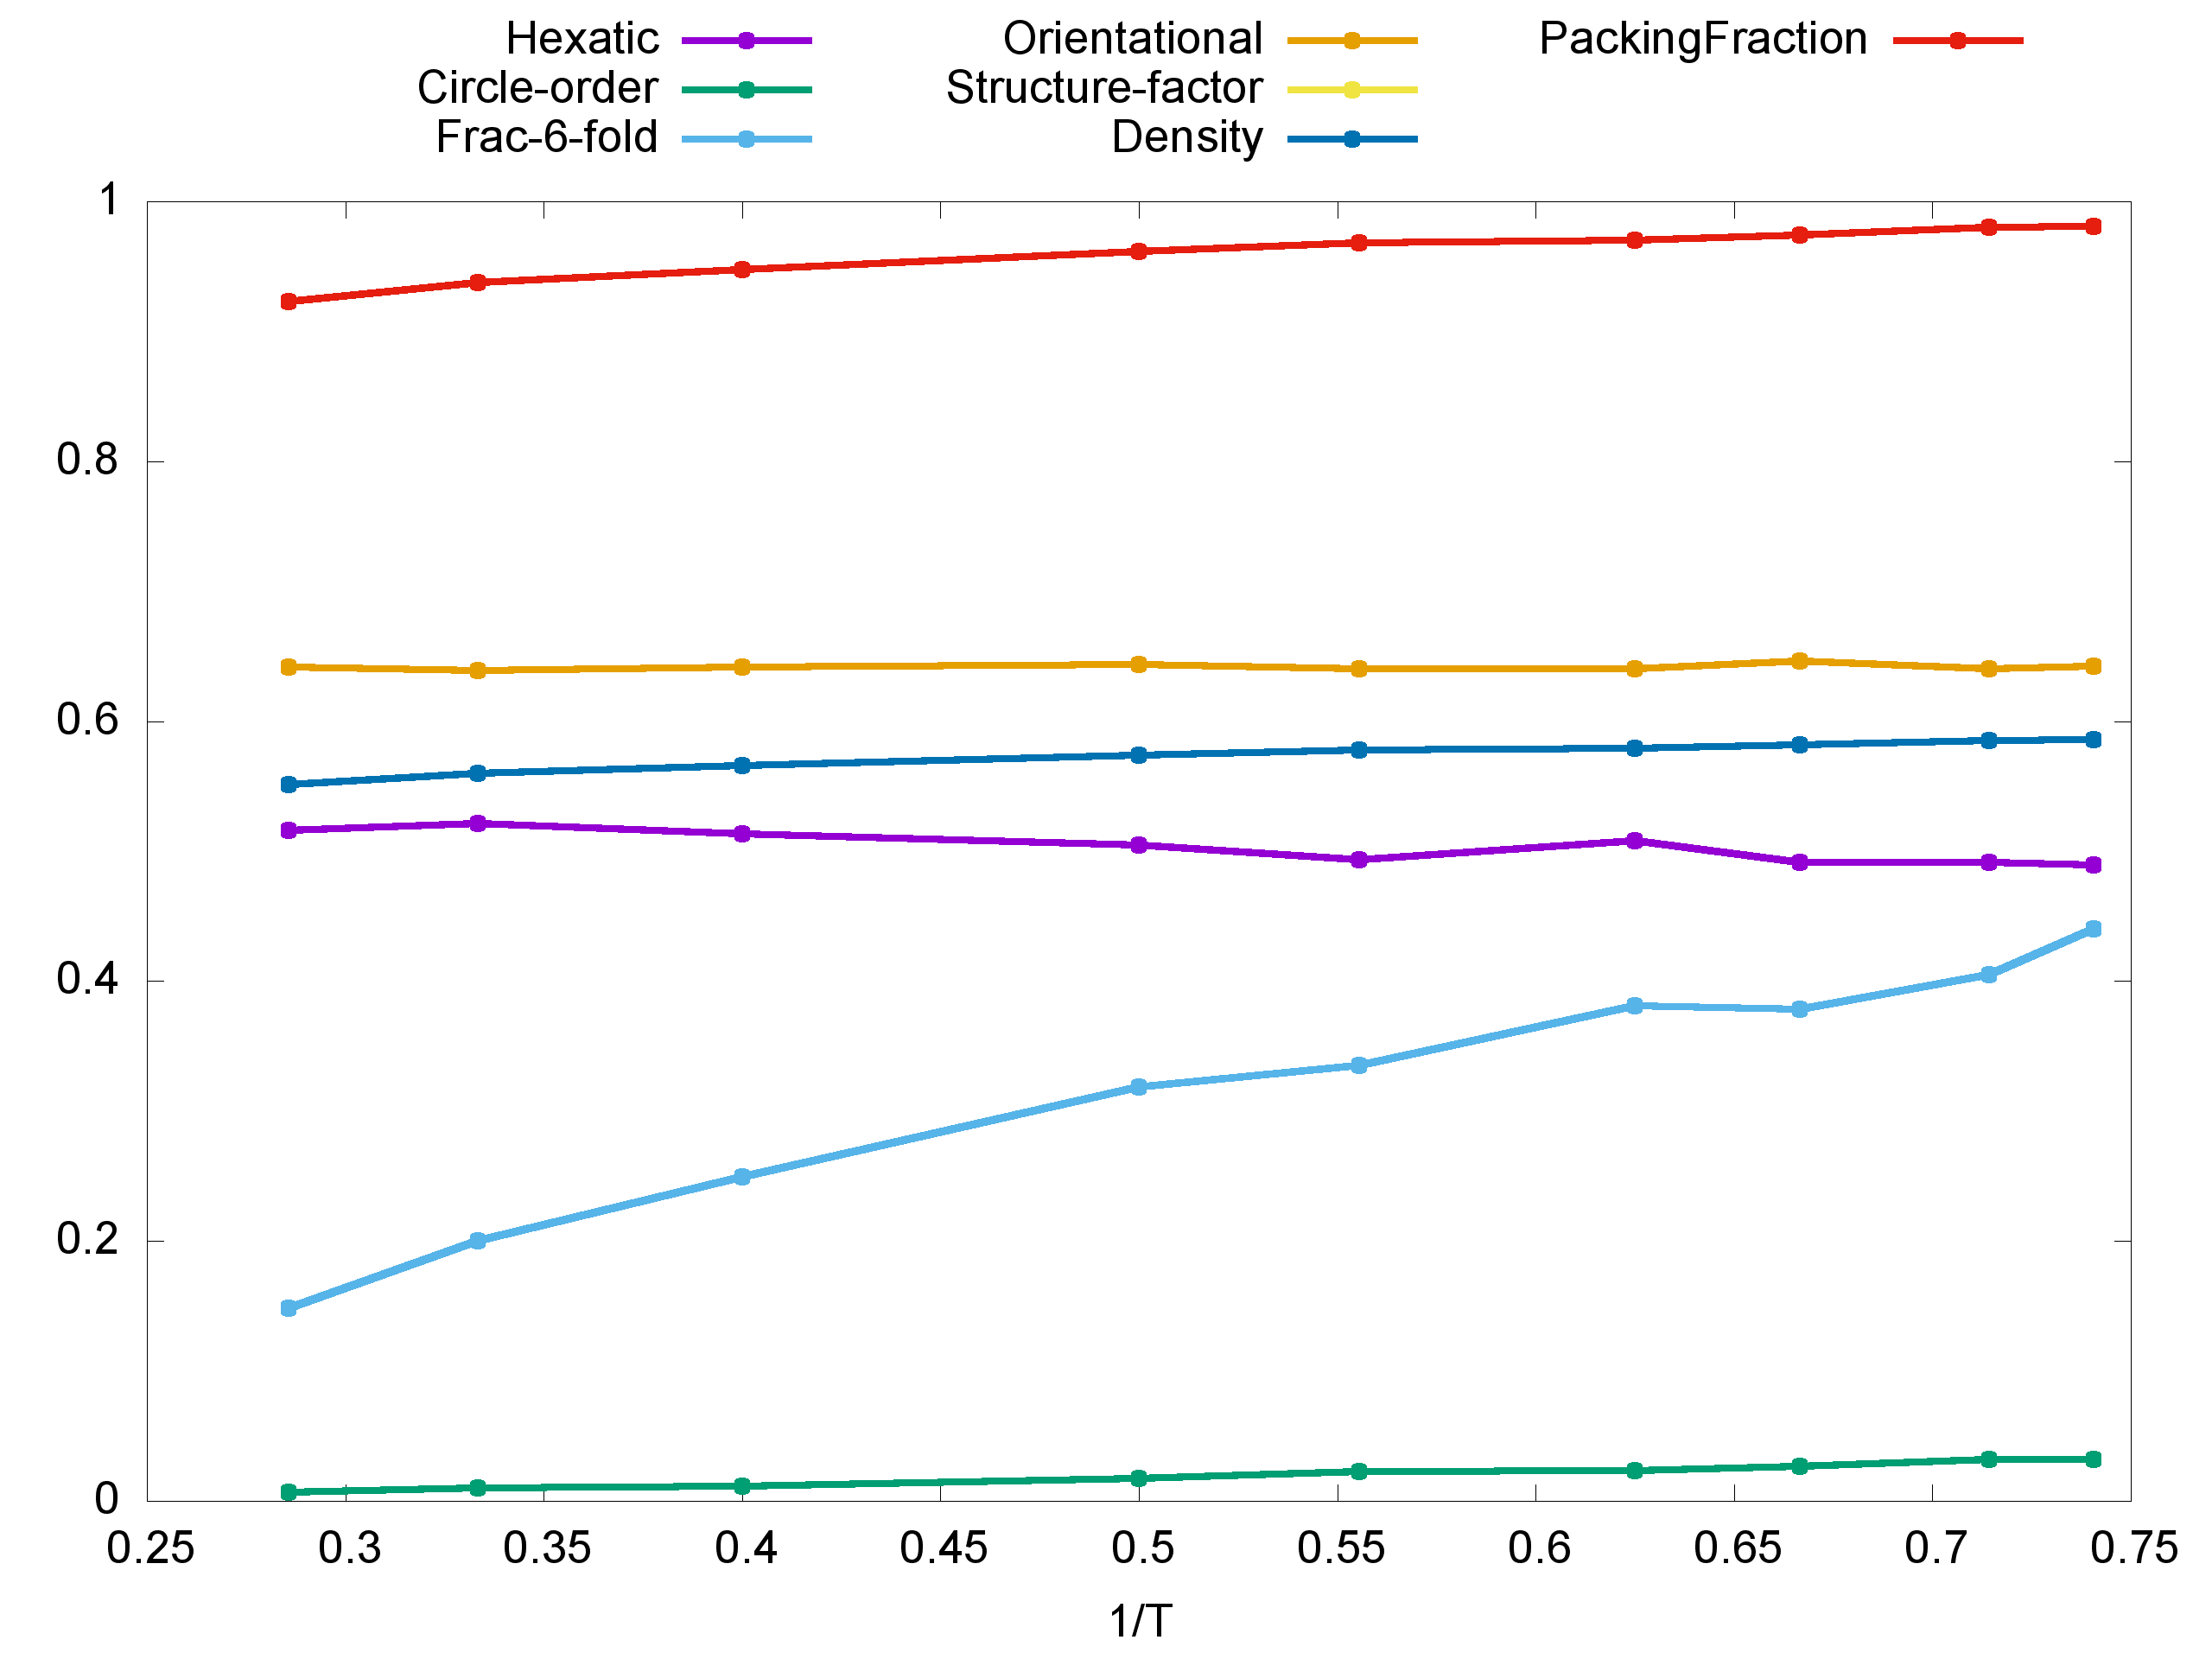 Hexatic
Circle-order
Frac-6-fold
Orientational
Structure-factor
Density
PackingFraction
1
0.8
0.6
0.4
0.2
0
0.25 0.3 0.35 0.4 0.45 0.5 0.55 0.6 0.65 0.7 0.75
1/T